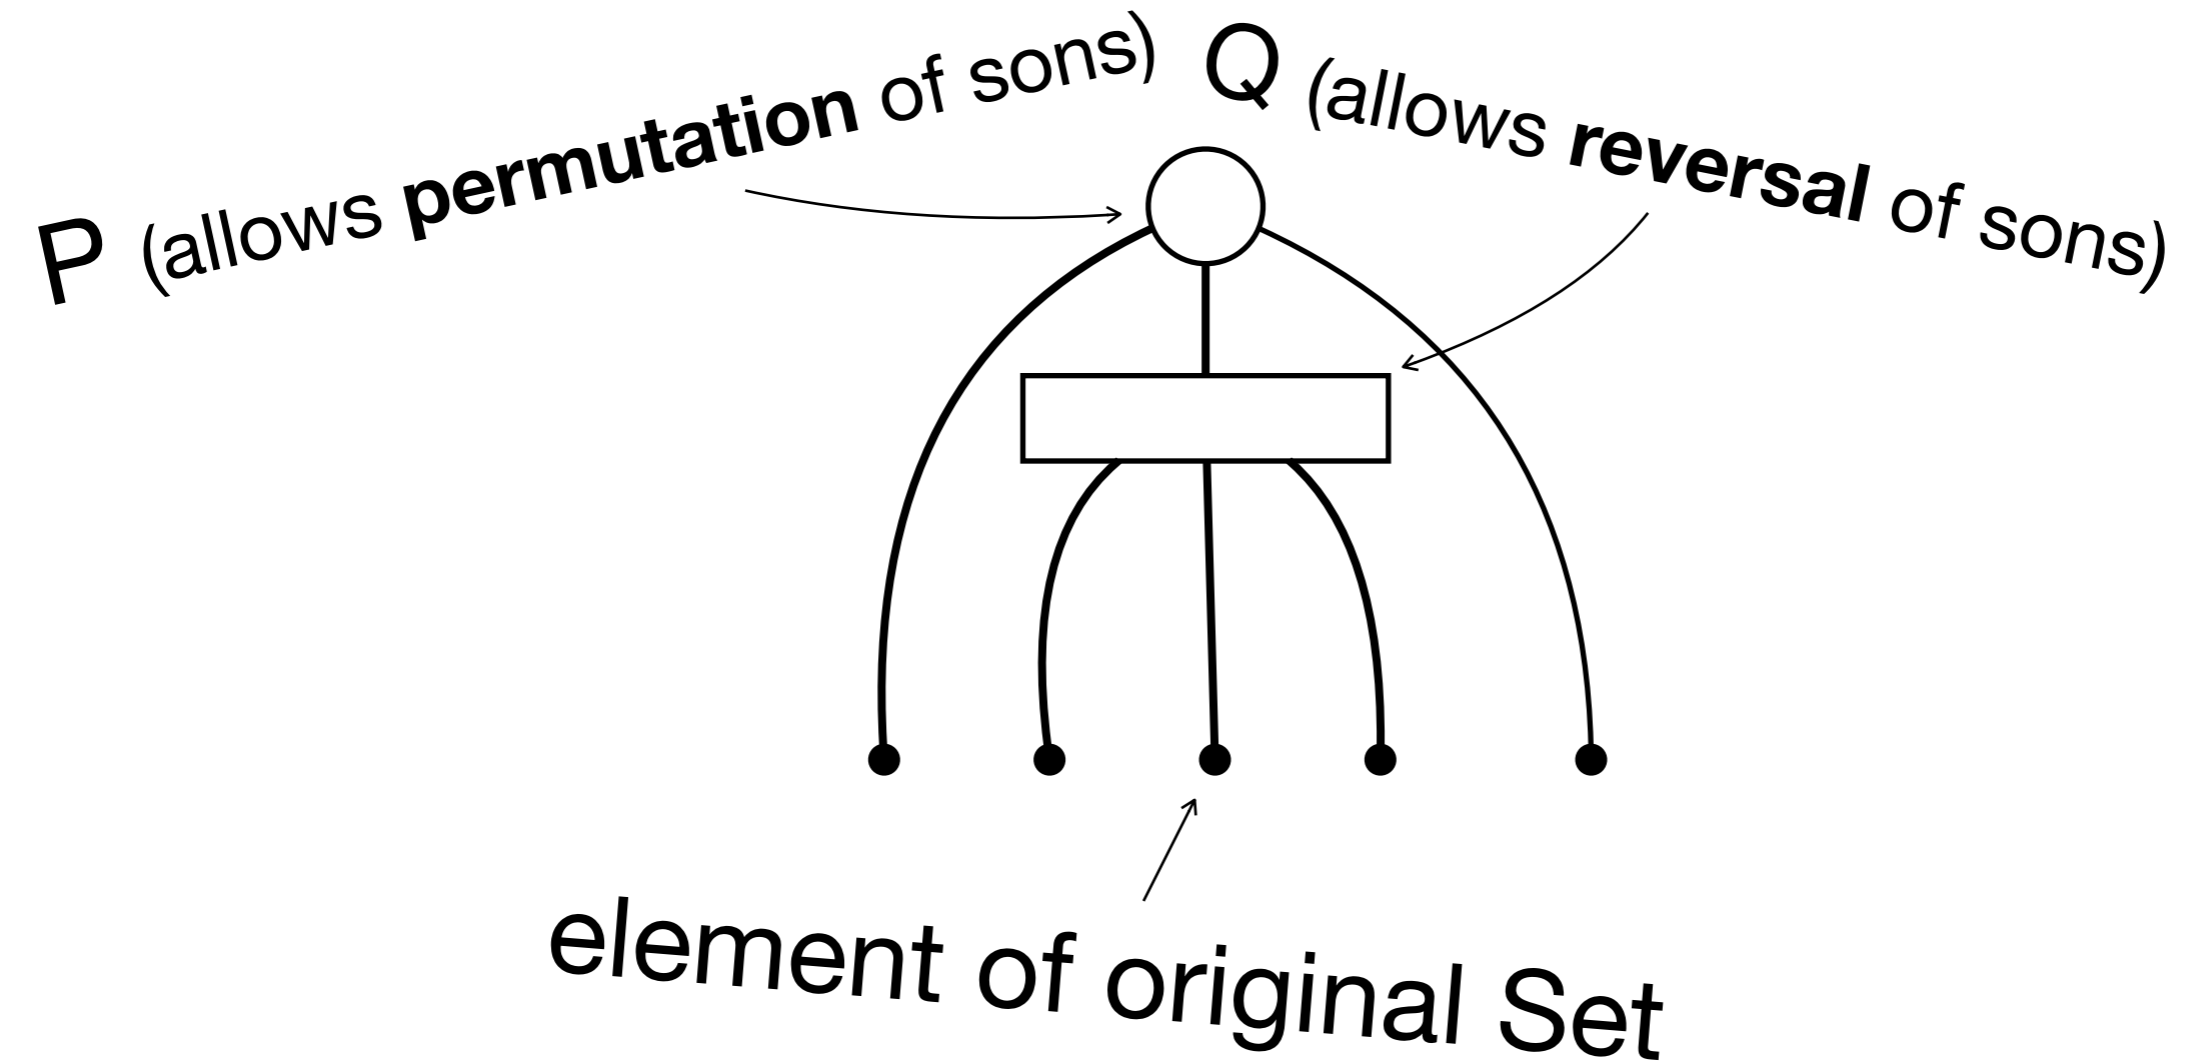 P (allows permutation of sons)
Q (allows reversal of sons)
element of original Set